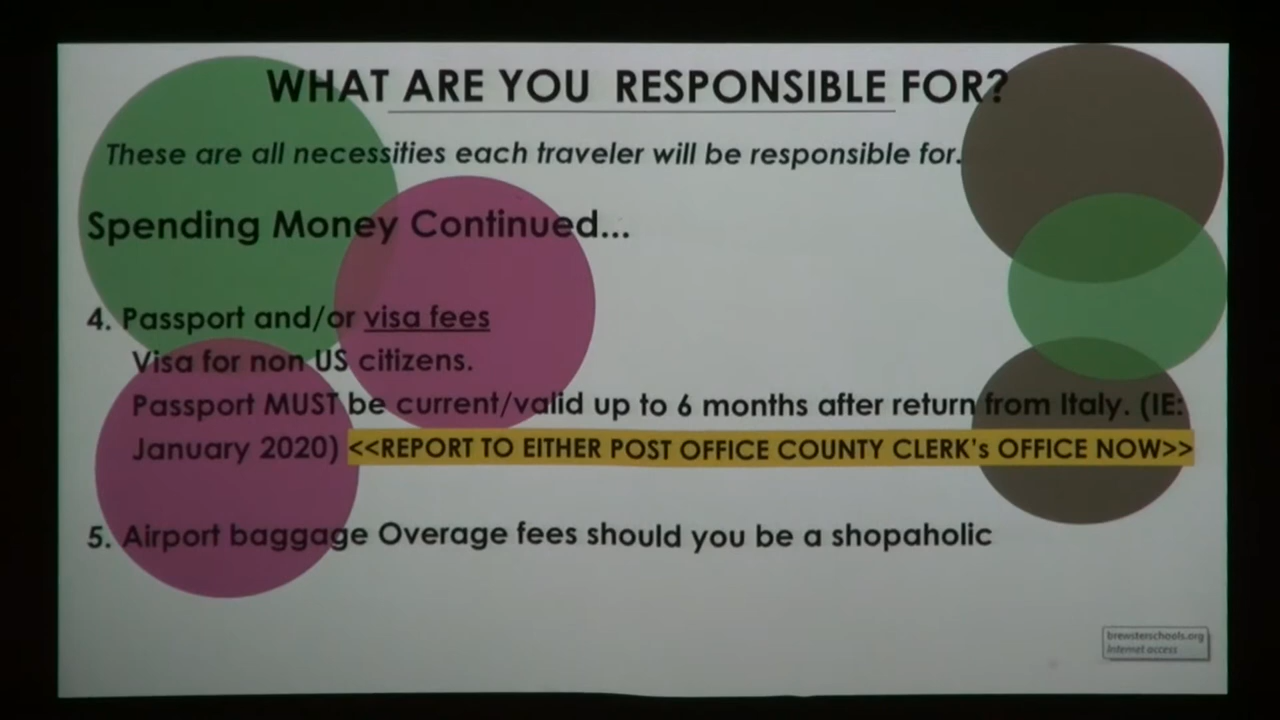 WHAT ARE YOU RESPONSIBLE FOR?
These are all necessities each traveler will be responsible for.
Spending Money Continued...
4. Passport and/or visa fees
Visa for non US citizens.
Passport MUST be current/valid up to 6 months after return from Italy. (IE:
January 2020) <<REPORT TO EITHER POST OFFICE COUNTY CLERK's OFFICE NOW>>
5. Airport baggage Overage fees should you be a shopaholic
brewsterschools.org
Internet access